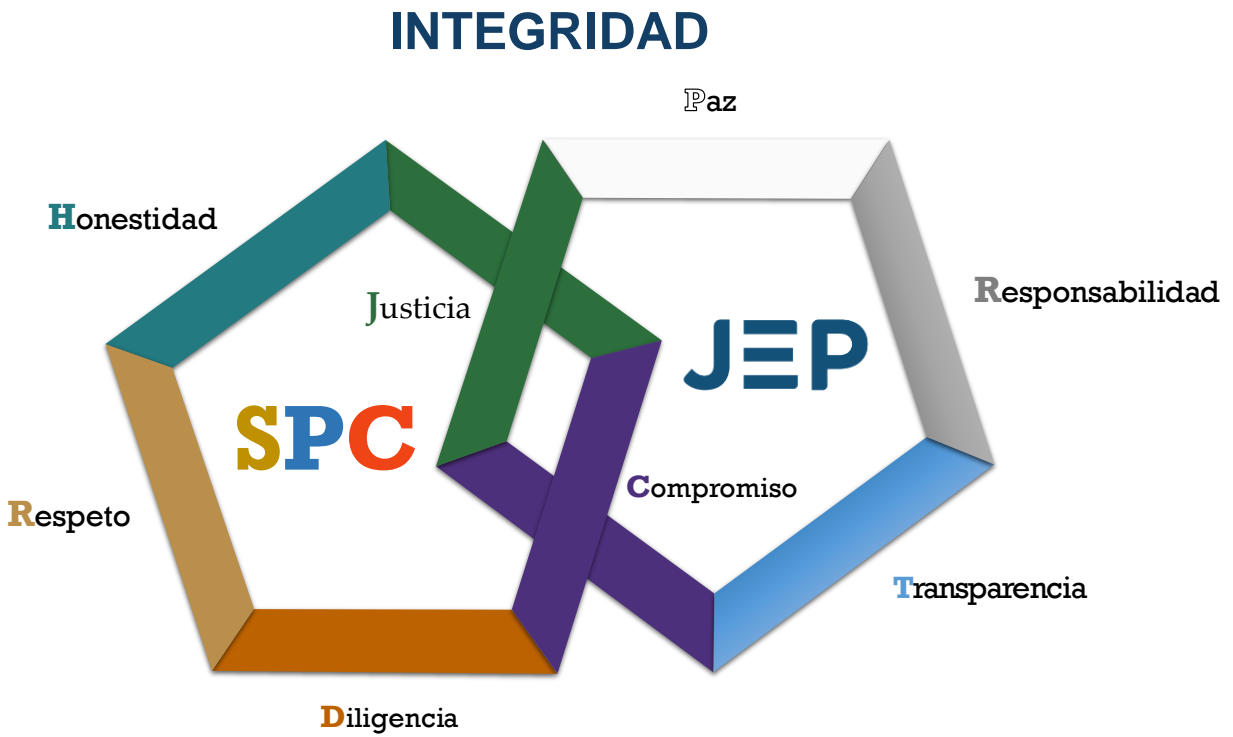 INTEGRIDAD
Paz
Honestidad
Responsabilidad
Justicia
JEP
SPC
Compromiso
Respeto
Transparencia
Diligencia